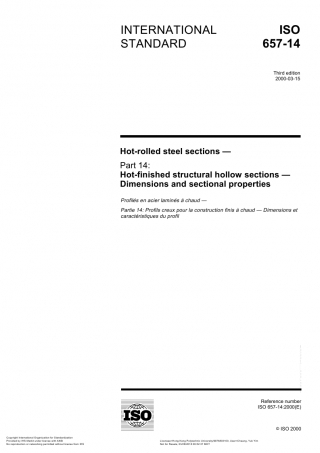 INTERNATIONAL
STANDARD
ISO
657-14
Third edition
2000-03-15
Hot-rolled steel sections —
Part 14:
Hot-finished structural hollow sections —
Dimensions and sectional properties
Profilés en acier laminés à chaud —
Partie 14: Profils creux pour la construction finis à chaud — Dimensions et
caractéristiques du profil
ISO
Reference number
ISO 657-14:2000(E)
© ISO 2000